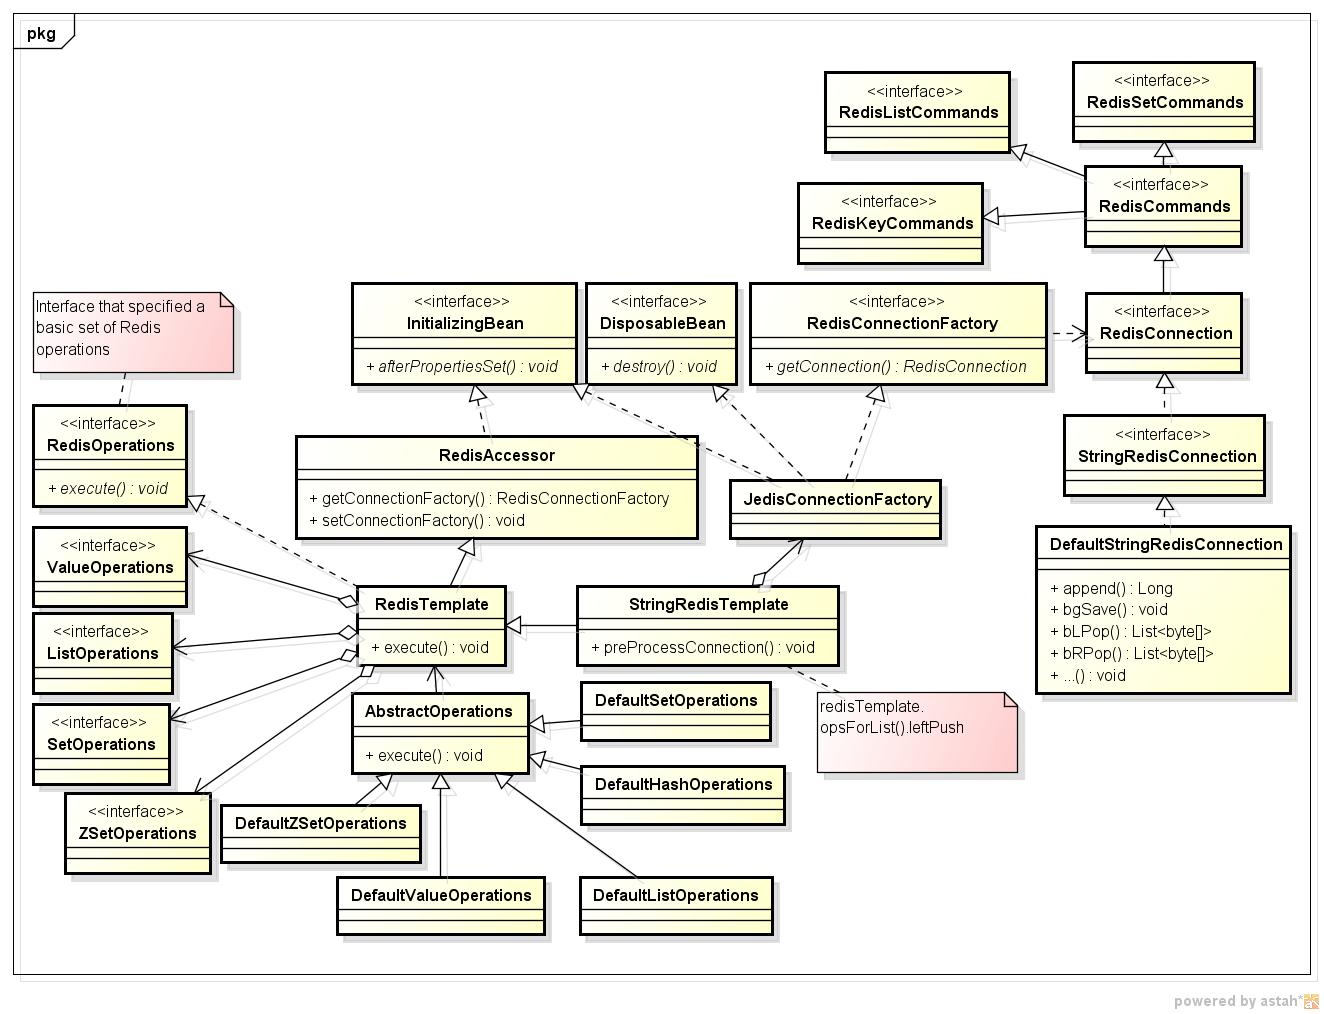 pkg
<<interface>>
RedisListCommands
<<interface>>
RedisSetCommands
<<interface>>
RedisKeyCommands
<<interface>>
RedisCommands
Interface that specified a
basic set of Redis
operations
<<interface>>
InitializingBean
+ afterPropertiesSet() : void
<<interface>>
DisposableBean
+ destroy() : void
<<interface>>
RedisConnectionFactory
+ getConnection() : RedisConnection
<<interface>>
RedisConnection
<<interface>>
RedisOperations
+ execute() : void
RedisAccessor
+ getConnectionFactory() : RedisConnectionFactory
+ setConnectionFactory() : void
JedisConnectionFactory
<<interface>>
StringRedisConnection
<<interface>>
ValueOperations
DefaultStringRedisConnection
+ append() : Long
+ bgSave() : void
+ bLPop() : List<byte[]>
+ bRPop() : List<byte[]>
+ ...() : void
RedisTemplate
+ execute() : void
StringRedisTemplate
+ preProcessConnection() : void
<<interface>>
ListOperations
<<interface>>
SetOperations
AbstractOperations
+ execute() : void
DefaultSetOperations
redisTemplate.
opsForList().leftPush
DefaultHashOperations
<<interface>>
ZSetOperations
DefaultZSetOperations
DefaultValueOperations
DefaultListOperations
powered by astah*